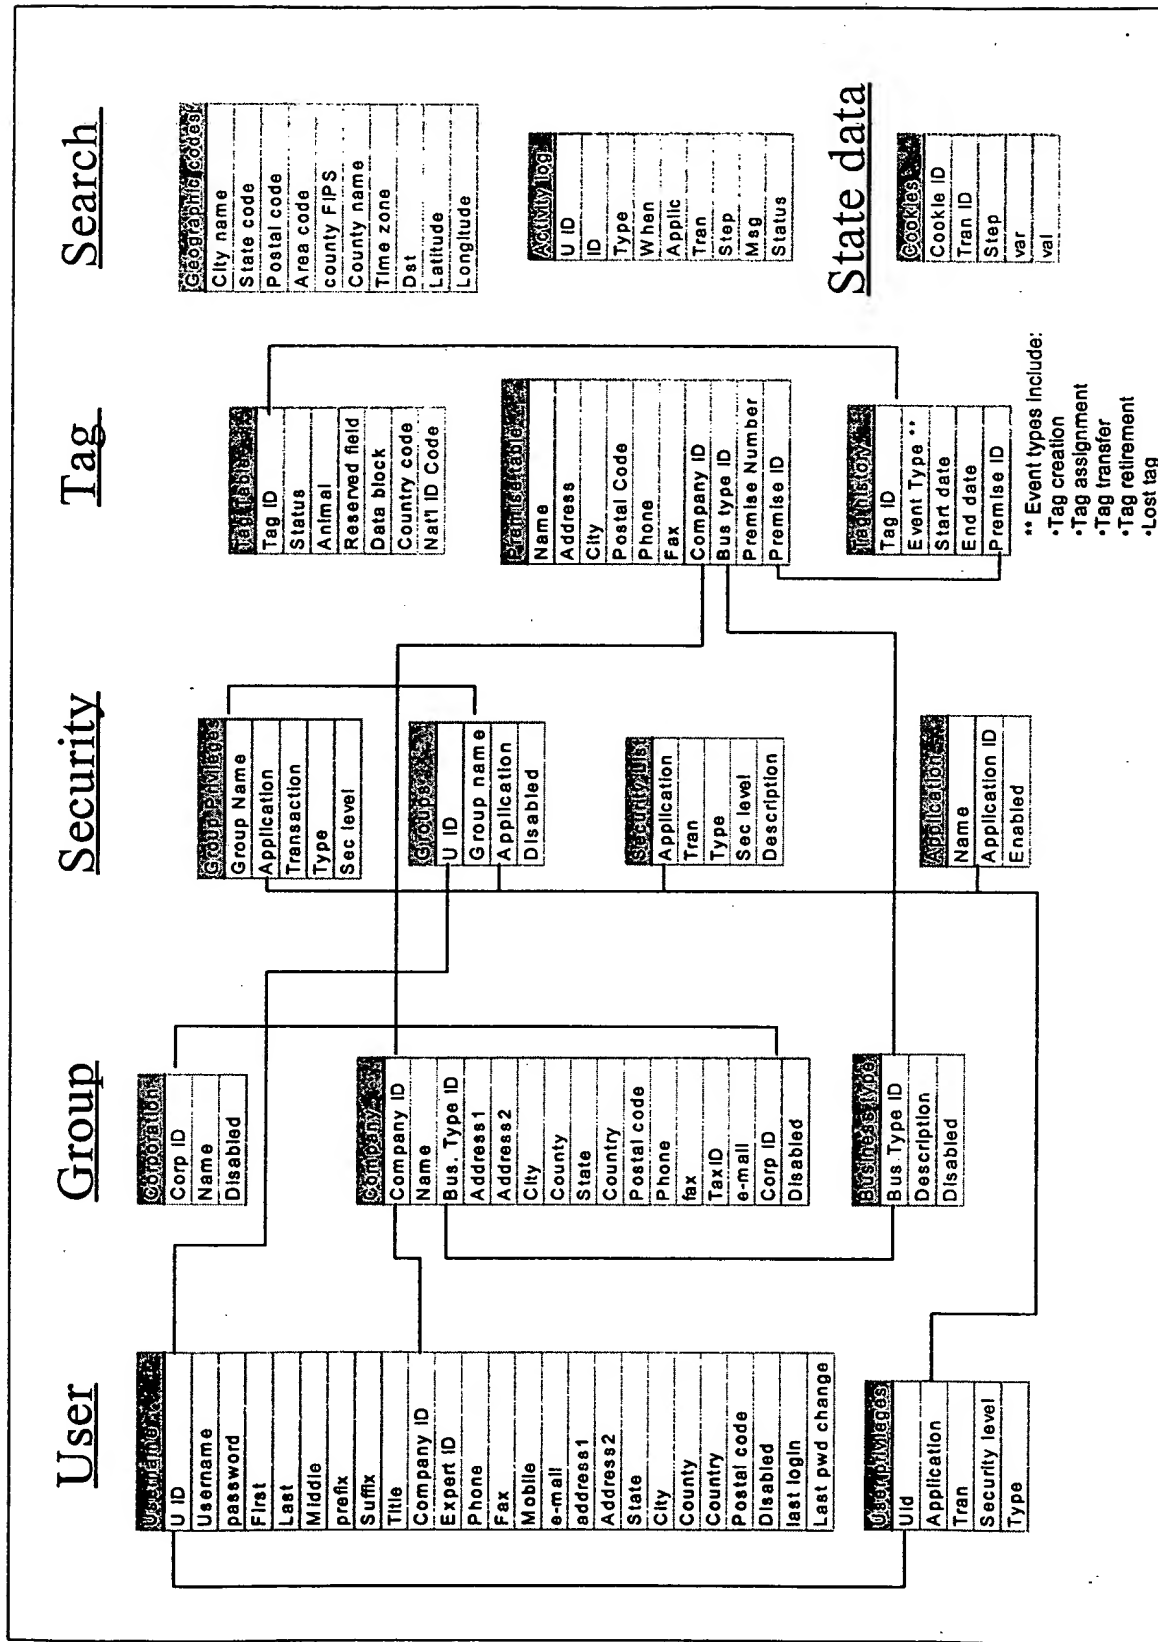 User
Username
U ID
Username
password
First
Last
Middle
prefix
Suffix
Title
Company ID
Expert ID
Phone
Fax
Mobile
e-mail
address1
Address2
State
City
County
Country
Postal code
Disabled
last login
Last pwd change
User privileges
UId
Application
Tran
Security level
Type
Group
Corporation
Corp ID
Name
Disabled
Company
Company ID
Name
Bus. Type ID
Address1
Address2
City
County
State
Country
Postal code
Phone
fax
TaxID
e-mail
Corp ID
Disabled
Business type
Bus Type ID
Description
Disabled
Security
Group Privileges
Group Name
Application
Transaction
Type
Sec level
Groups
U ID
Group name
Application
Disabled
Security List
Application
Tran
Type
Sec level
Description
Application
Name
Application ID
Enabled
Tag
Tag Table
Tag ID
Status
Animal
Reserved field
Data block
Country code
Nat'l ID Code
Premise table
Name
Address
City
Postal Code
Phone
Fax
Company ID
Bus type ID
Premise Number
Premise ID
Tag history
Tag ID
Event Type **
Start date
End date
Premise ID
** Event types include:
•Tag creation
•Tag assignment
•Tag transfer
•Tag retirement
•Lost tag
Search
Geographic codes
City name
State code
Postal code
Area code
county FIPS
County name
Time zone
Dst
Latitude
Longitude
Activity log
U ID
ID
Type
When
Applic
Tran
Step
Msg
Status
State data
Cookies
Cookie ID
Tran ID
Step
var
val